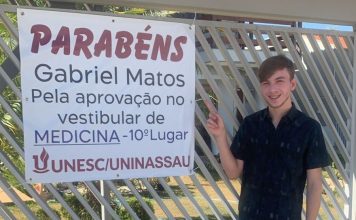 PARABÉNS
Gabriel Matos
Pela aprovação no
vestibular de
MEDICINA - 10º Lugar
UNESC/UNINASSAU